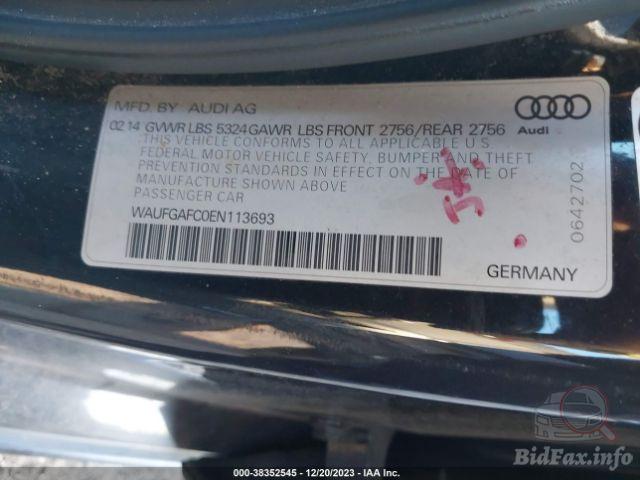 MFD. BY AUDI AG
Audi
02 14 GVWR LBS 5324 GAWR LBS FRONT 2756/REAR 2756
THIS VEHICLE CONFORMS TO ALL APPLICABLE U S
FEDERAL MOTOR VEHICLE SAFETY, BUMPER AND THEFT
PREVENTION STANDARDS IN EFFECT ON THE DATE OF
MANUFACTURE SHOWN ABOVE
PASSENGER CAR
WAUFGAFC0EN113693
0642702
GERMANY
BidFax.info
000-38352545 - 12/20/2023 - IAA Inc.